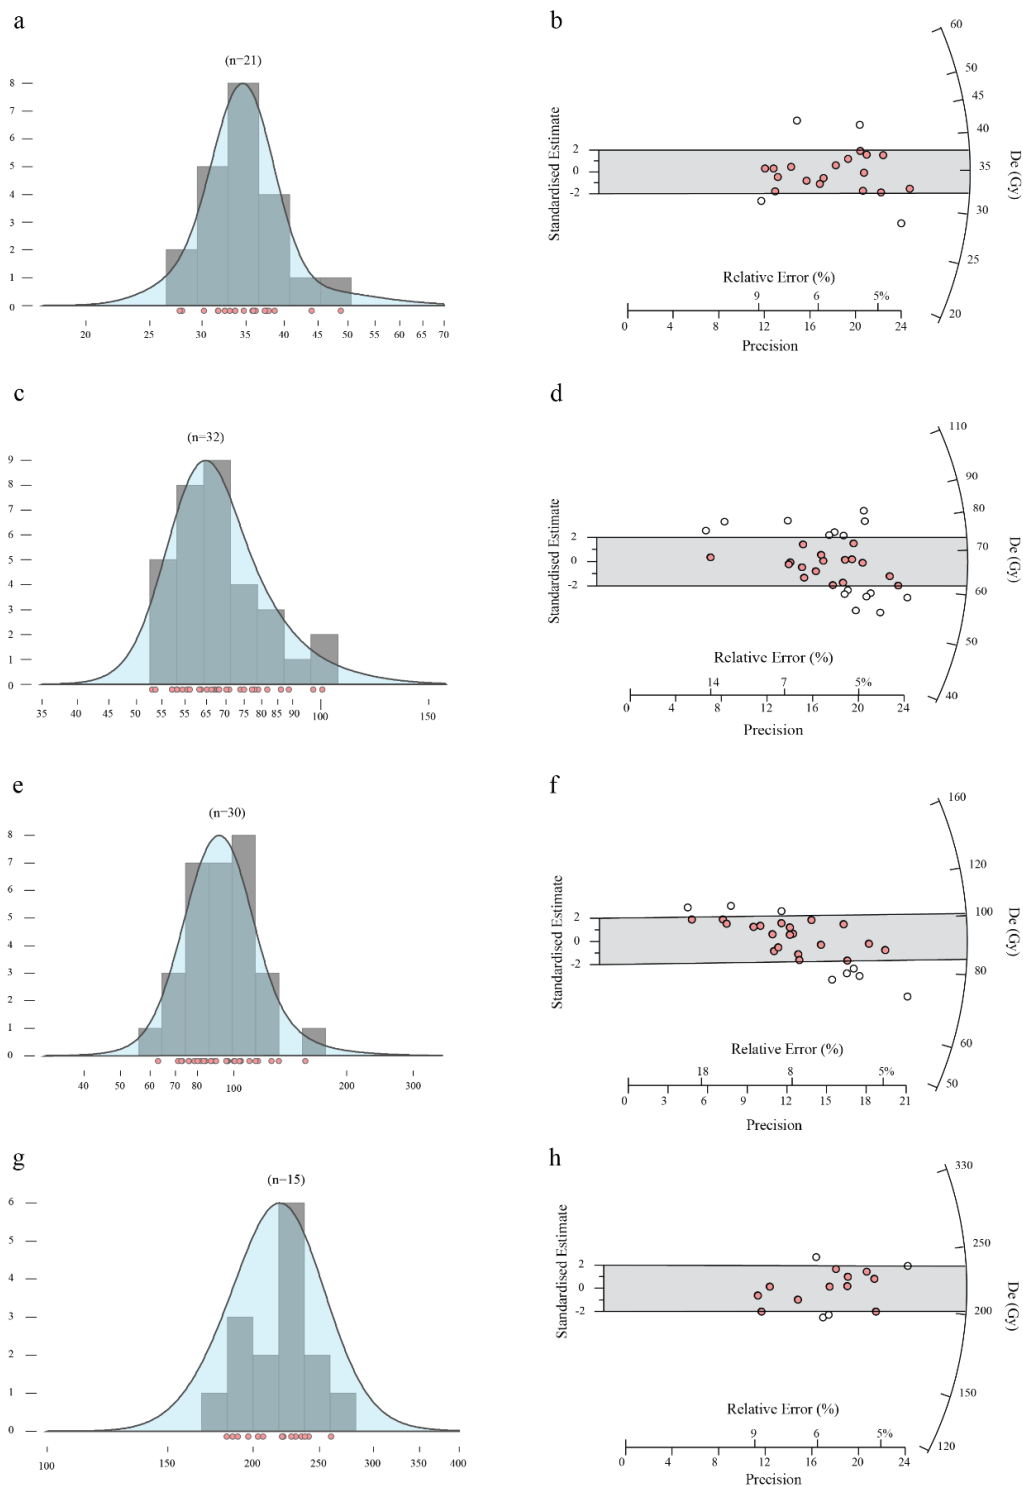 a
(n=21)
8
7
6
5
4
3
2
1
0
20 25 30 35 40 45 50 55 60 65 70
b
60
50
45
40
35
30
25
20
De (Gy)
Standardised Estimate
2
0
-2
Relative Error (%)
9 6 5%
0 4 8 12 16 20 24
Precision
c
(n=32)
9
8
7
6
5
4
3
2
1
0
35 40 45 50 55 55 65 70 75 80 85 90 100 150
d
110
90
80
70
60
50
40
De (Gy)
Standardised Estimate
2
0
-2
Relative Error (%)
14 7 5%
0 4 8 12 16 20 24
Precision
e
(n=30)
8
7
6
5
4
3
2
1
0
40 50 60 70 80 100 200 300
f
160
120
100
80
60
50
De (Gy)
Standardised Estimate
2
0
-2
Relative Error (%)
18 8 5%
0 3 6 9 12 15 18 21
Precision
g
(n=15)
6
5
4
3
2
1
0
100 150 200 250 300 350 400
h
330
250
200
150
120
De (Gy)
Standardised Estimate
2
0
-2
Relative Error (%)
9 6 5%
0 4 8 12 16 20 24
Precision